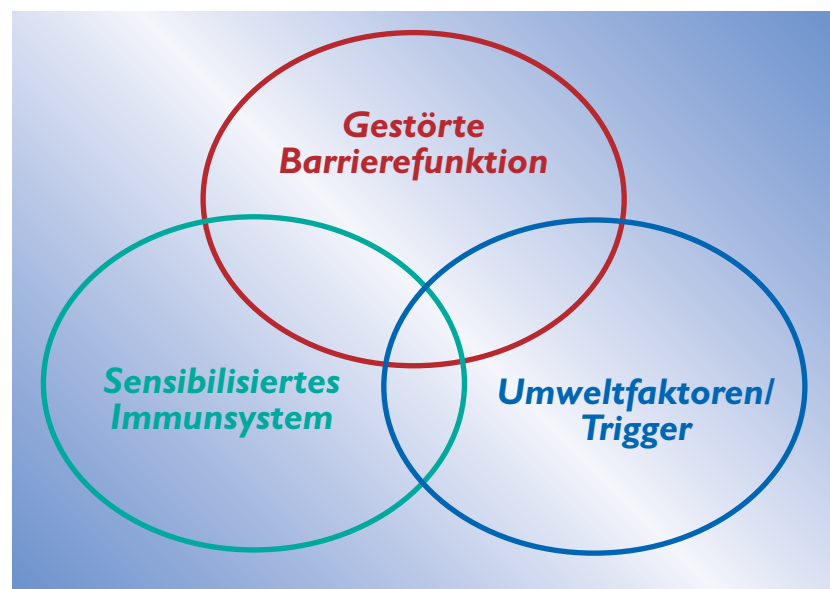 Gestörte
Barrierefunktion
Sensibilisiertes
Immunsystem
Umweltfaktoren/
Trigger